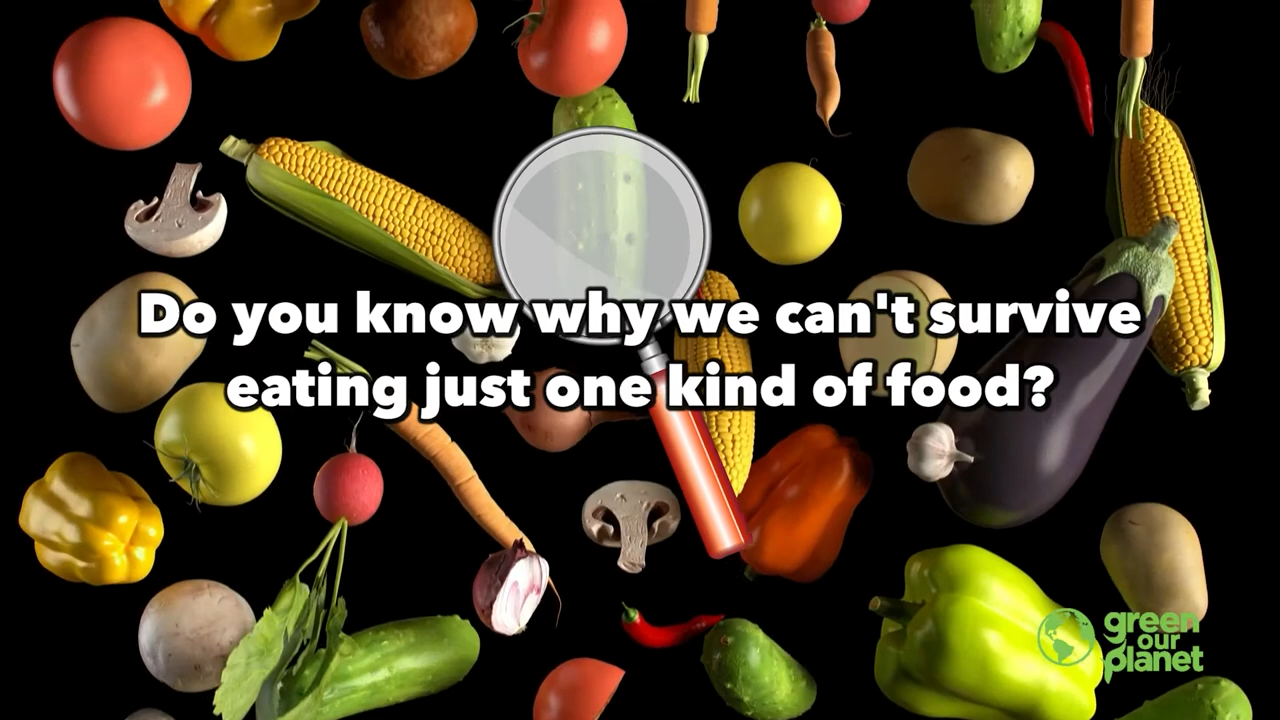 Do you know why we can't survive
eating just one kind of food?
green
our
planet